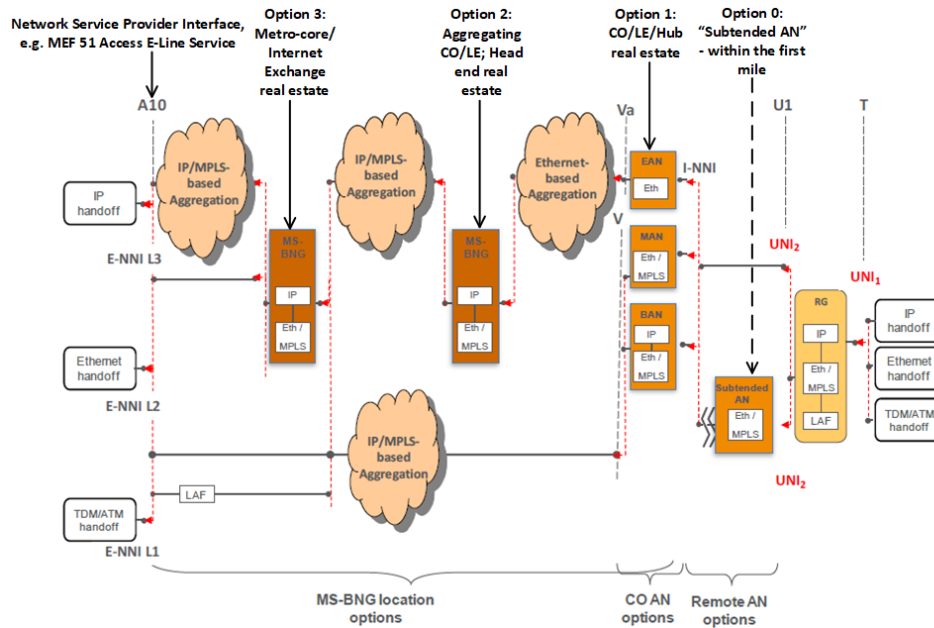 Network Service Provider Interface,
e.g. MEF 51 Access E-Line Service
Option 3:
Metro-core/
Internet
Exchange
real estate
Option 2:
Aggregating
CO/LE; Head
end real
estate
Option 1:
CO/LE/Hub
real estate
Option 0:
“Subtended AN”
- within the first
mile
A10
Va
U1
T
IP/MPLS-
based
Aggregation
IP/MPLS-
based
Aggregation
Ethernet-
based
Aggregation
EAN
Eth
I-NNI
IP
handoff
E-NNI L3
V
MS-
BNG
IP
Eth /
MPLS
MS-
BNG
IP
Eth /
MPLS
MAN
Eth /
MPLS
BAN
IP
Eth /
MPLS
UNI2
UNI1
RG
IP
Eth /
MPLS
LAF
IP
handoff
Ethernet
handoff
TDM/ATM
handoff
Ethernet
handoff
E-NNI L2
Subtended
AN
Eth /
MPLS
IP/MPLS-
based
Aggregation
UNI2
LAF
TDM/ATM
handoff
E-NNI L1
MS-BNG location
options
CO AN
options
Remote AN
options